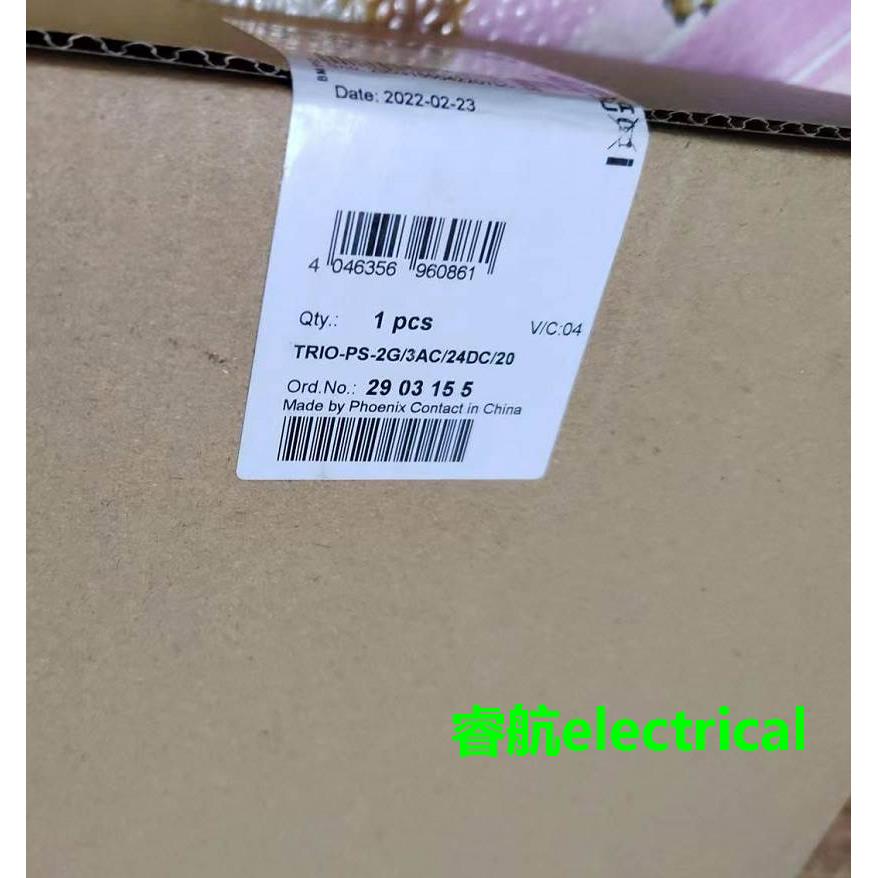 Date: 2022-02-23
4 046356 960861
Qty.: 1 pcs V/C:04
TRIO-PS-2G/3AC/24DC/20
Ord.No.: 29 03 15 5
Made by Phoenix Contact in China
睿航electrical